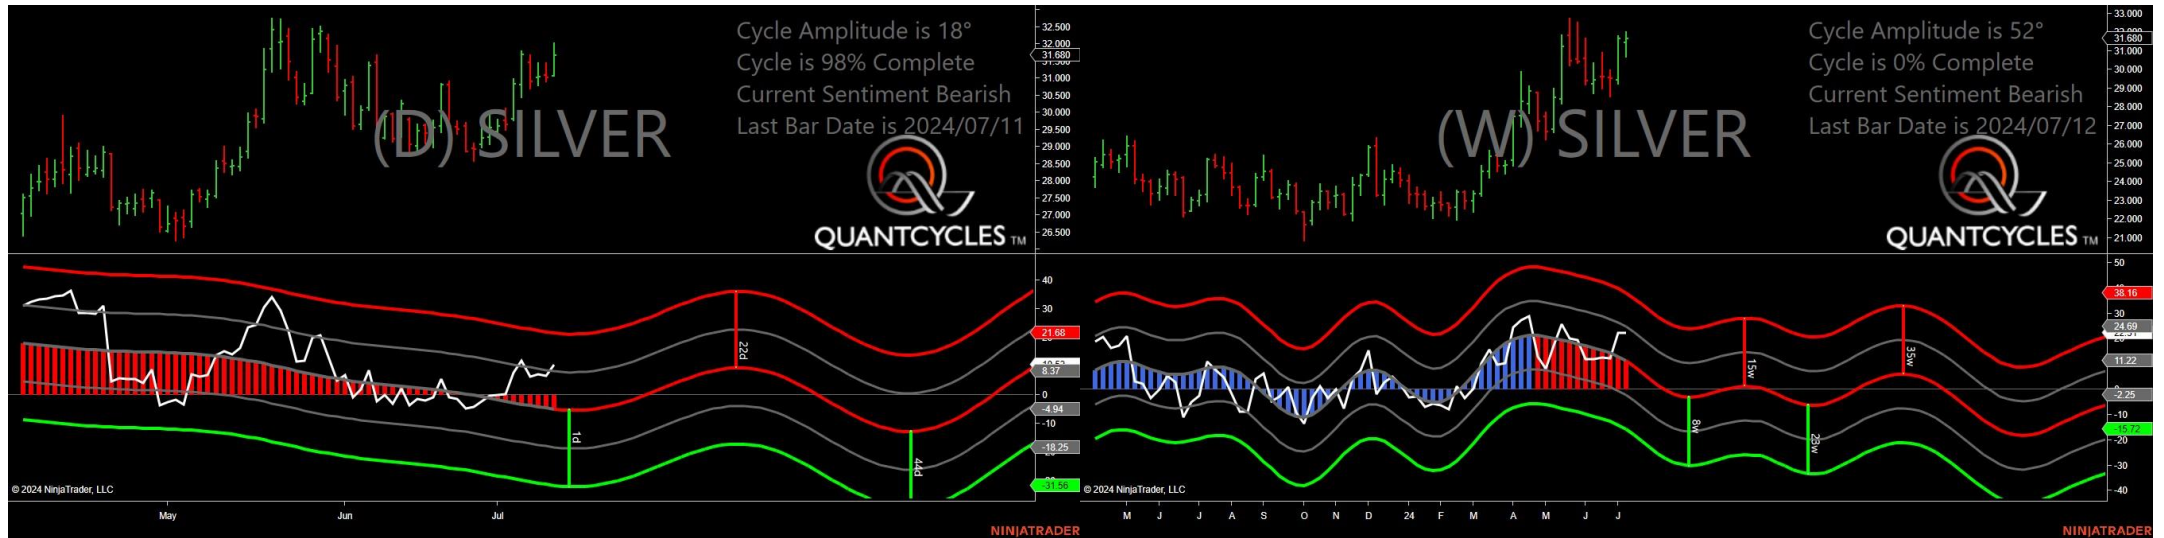 Cycle Amplitude is 18°
Cycle is 98% Complete
Current Sentiment Bearish
Last Bar Date is 2024/07/11
(D) SILVER
QUANTCYCLES TM
32.500
32.000
31.680
31.000
30.500
30.000
29.500
29.000
28.500
28.000
27.500
27.000
26.500
40
30
21.68
8.37
0
-4.94
-10
-18.25
-31.56
22d
1d
44d
© 2024 NinjaTrader, LLC
May Jun Jul
NINJATRADER
Cycle Amplitude is 52°
Cycle is 0% Complete
Current Sentiment Bearish
Last Bar Date is 2024/07/12
(W) SILVER
QUANTCYCLES TM
33.000
31.680
31.000
30.000
29.000
28.000
27.000
26.000
25.000
24.000
23.000
22.000
21.000
50
38.16
30
24.69
11.22
-2.25
-10
-15.72
-20
-30
-40
15w
35w
8w
23w
© 2024 NinjaTrader, LLC
M J J A S O N D 24 F M A M J J
NINJATRADER